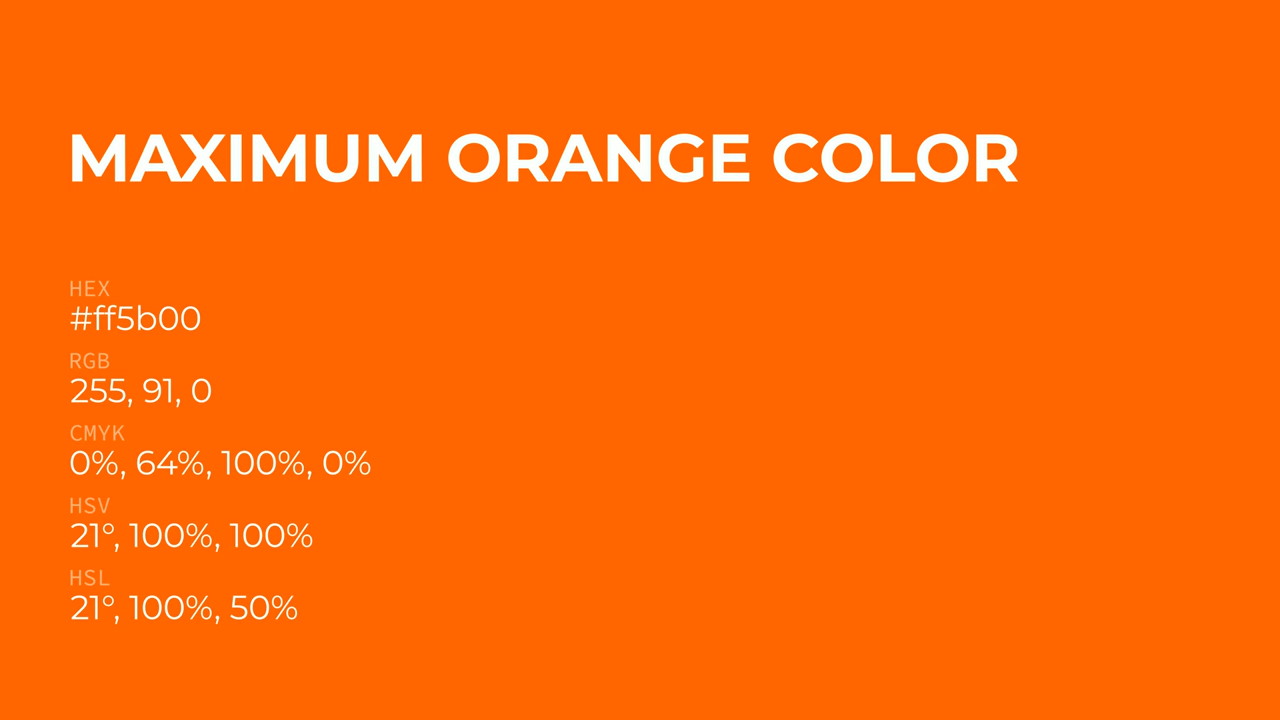 MAXIMUM ORANGE COLOR
HEX
#ff5b00
RGB
255, 91, 0
CMYK
0%, 64%, 100%, 0%
HSV
21°, 100%, 100%
HSL
21°, 100%, 50%